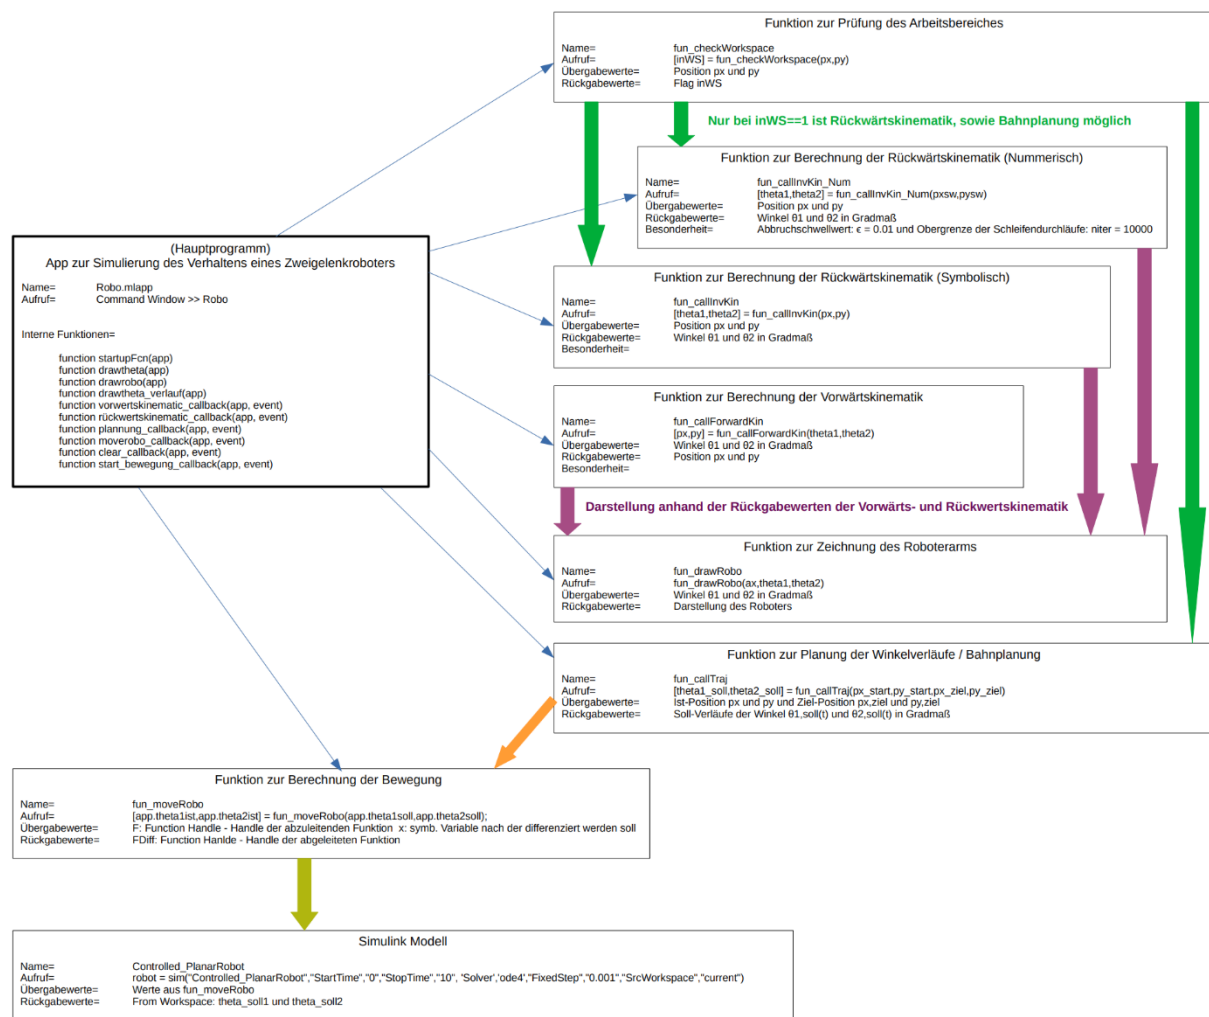 Funktion zur Prüfung des Arbeitsbereiches
Name= fun_checkWorkspace
Aufruf= [inWS] = fun_checkWorkspace(px,py)
Übergabewerte= Position px und py
Rückgabewerte= Flag inWS
Nur bei inWS==1 ist Rückwärtskinematik, sowie Bahnplanung möglich
Funktion zur Berechnung der Rückwärtskinematik (Nummerisch)
Name= fun_callInvKin_Num
Aufruf= [theta1,theta2] = fun_callInvKin_Num(pxsw,pysw)
Übergabewerte= Position px und py
Rückgabewerte= Winkel θ1 und θ2 in Gradmaß
Besonderheit= Abbruchschwellwert: ϵ = 0.01 und Obergrenze der Schleifendurchläufe: niter = 10000
(Hauptprogramm)
App zur Simulierung des Verhaltens eines Zweigelenkroboters
Name= Robo.mlapp
Aufruf= Command Window >> Robo
Interne Funktionen=
function startupFcn(app)
function drawtheta(app)
function drawrobo(app)
function drawtheta_verlauf(app)
function vorwertskinematic_callback(app, event)
function rückwertskinematic_callback(app, event)
function plannung_callback(app, event)
function moverobo_callback(app, event)
function clear_callback(app, event)
function start_bewegung_callback(app, event)
Funktion zur Berechnung der Rückwärtskinematik (Symbolisch)
Name= fun_callInvKin
Aufruf= [theta1,theta2] = fun_callInvKin(px,py)
Übergabewerte= Position px und py
Rückgabewerte= Winkel θ1 und θ2 in Gradmaß
Besonderheit=
Funktion zur Berechnung der Vorwärtskinematik
Name= fun_callForwardKin
Aufruf= [px,py] = fun_callForwardKin(theta1,theta2)
Übergabewerte= Winkel θ1 und θ2 in Gradmaß
Rückgabewerte= Position px und py
Besonderheit=
Darstellung anhand der Rückgabewerten der Vorwärts- und Rückwertskinematik
Funktion zur Zeichnung des Roboterarms
Name= fun_drawRobo
Aufruf= fun_drawRobo(ax,theta1,theta2)
Übergabewerte= Winkel θ1 und θ2 in Gradmaß
Rückgabewerte= Darstellung des Roboters
Funktion zur Planung der Winkelverläufe / Bahnplanung
Name= fun_callTraj
Aufruf= [theta1_soll,theta2_soll] = fun_callTraj(px_start,py_start,px_ziel,py_ziel)
Übergabewerte= Ist-Position px und py und Ziel-Position px,ziel und py,ziel
Rückgabewerte= Soll-Verläufe der Winkel θ1,soll(t) und θ2,soll(t) in Gradmaß
Funktion zur Berechnung der Bewegung
Name= fun_moveRobo
Aufruf= [app.theta1ist,app.theta2ist] = fun_moveRobo(app.theta1soll,app.theta2soll);
Übergabewerte= F: Function Handle - Handle der abzuleitenden Funktion x: symb. Variable nach der differenziert werden soll
Rückgabewerte= FDiff: Function Hanlde - Handle der abgeleiteten Funktion
Simulink Modell
Name= Controlled_PlanarRobot
Aufruf= robot = sim("Controlled_PlanarRobot","StartTime","0","StopTime","10", 'Solver','ode4',"FixedStep","0.001","SrcWorkspace","current")
Übergabewerte= Werte aus fun_moveRobo
Rückgabewerte= From Workspace: theta_soll1 und theta_soll2